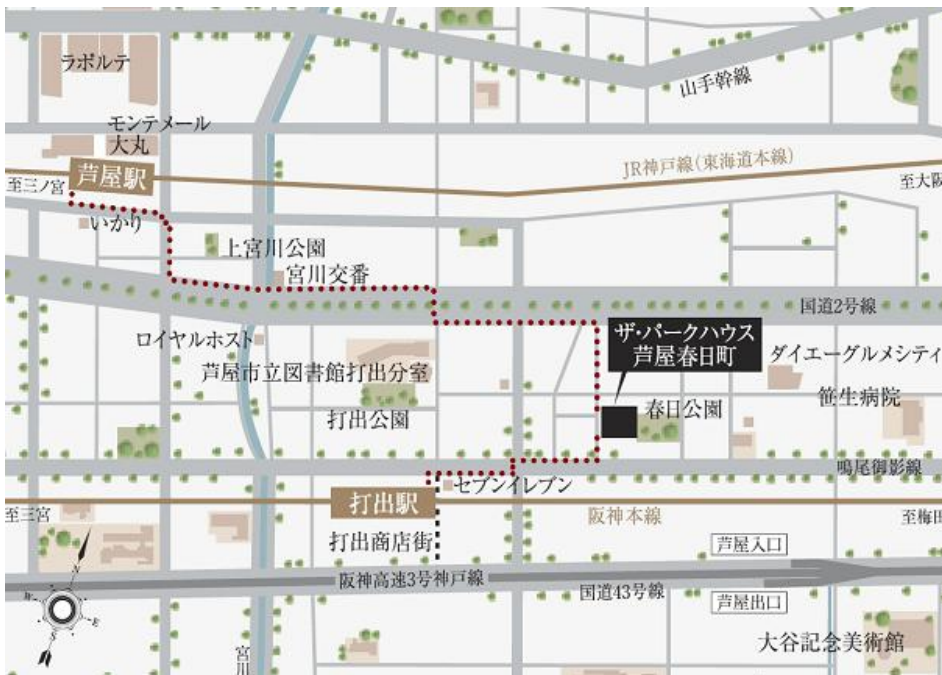 ラポルテ
山手幹線
モンテメール
大丸
芦屋駅
JR神戸線(東海道本線)
至三ノ宮
至大阪
いかり
上宮川公園
宮川交番
国道2号線
ロイヤルホスト
ザ・パークハウス
芦屋春日町
ダイエーグルメシティ
芦屋市立図書館打出分室
打出公園
春日公園
笹生病院
鳴尾御影線
セブンイレブン
打出駅
至三宮
阪神本線
至梅田
打出商店街
芦屋入口
阪神高速3号神戸線
国道43号線
芦屋出口
N
W
E
S
宮川
大谷記念美術館